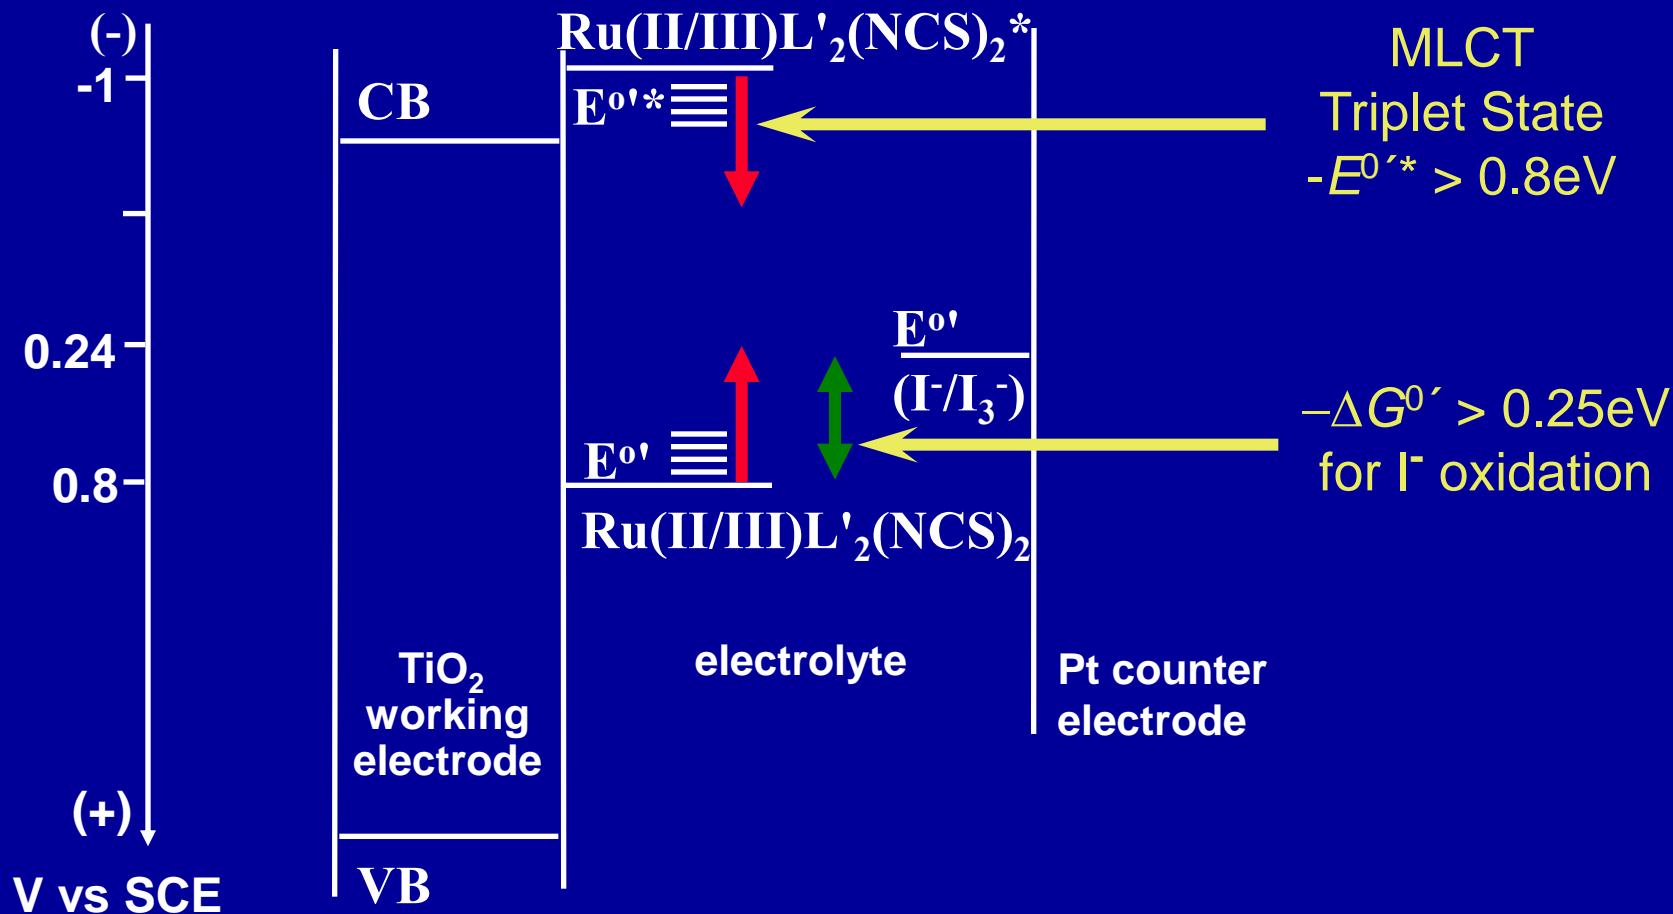 (-)
-1
0.24
0.8
(+)
V vs SCE
CB
VB
TiO₂
working
electrode
Ru(II/III)L'₂(NCS)₂*
Eᵒ'*
Eᵒ'
(I⁻/I₃⁻)
Eᵒ'
Ru(II/III)L'₂(NCS)₂
electrolyte
Pt counter
electrode
MLCT
Triplet State
-E⁰´* > 0.8eV
–ΔG⁰´ > 0.25eV
for I⁻ oxidation